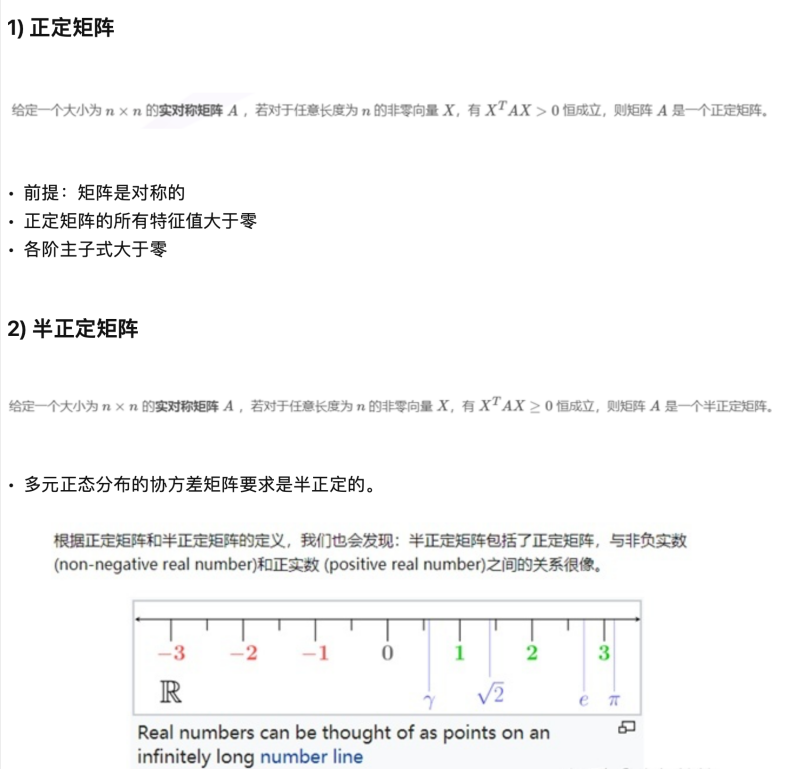 1) 正定矩阵
给定一个大小为 n × n 的实对称矩阵 A ，若对于任意长度为 n 的非零向量 X，有 X^T AX > 0 恒成立，则矩阵 A 是一个正定矩阵。
• 前提：矩阵是对称的
• 正定矩阵的所有特征值大于零
• 各阶主子式大于零
2) 半正定矩阵
给定一个大小为 n × n 的实对称矩阵 A ，若对于任意长度为 n 的非零向量 X，有 X^T AX ≥ 0 恒成立，则矩阵 A 是一个半正定矩阵。
• 多元正态分布的协方差矩阵要求是半正定的。
根据正定矩阵和半正定矩阵的定义，我们也会发现：半正定矩阵包括了正定矩阵，与非负实数
(non-negative real number)和正实数 (positive real number)之间的关系很像。
−3 −2 −1 0 1 2 3
ℝ γ √2 e π
Real numbers can be thought of as points on an
infinitely long number line